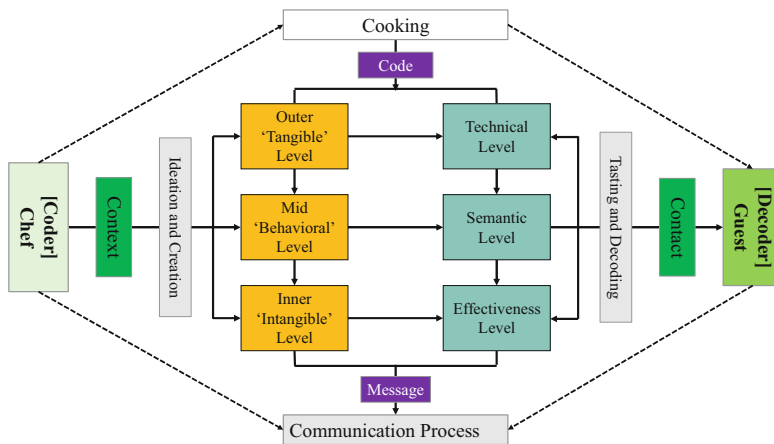 Cooking
Code
Outer
'Tangible'
Level
Technical
Level
[Coder]
Chef
Context
Ideation and Creation
Mid
'Behavioral'
Level
Semantic
Level
Tasting and Decoding
Contact
[Decoder]
Guest
Inner
'Intangible'
Level
Effectiveness
Level
Message
Communication Process